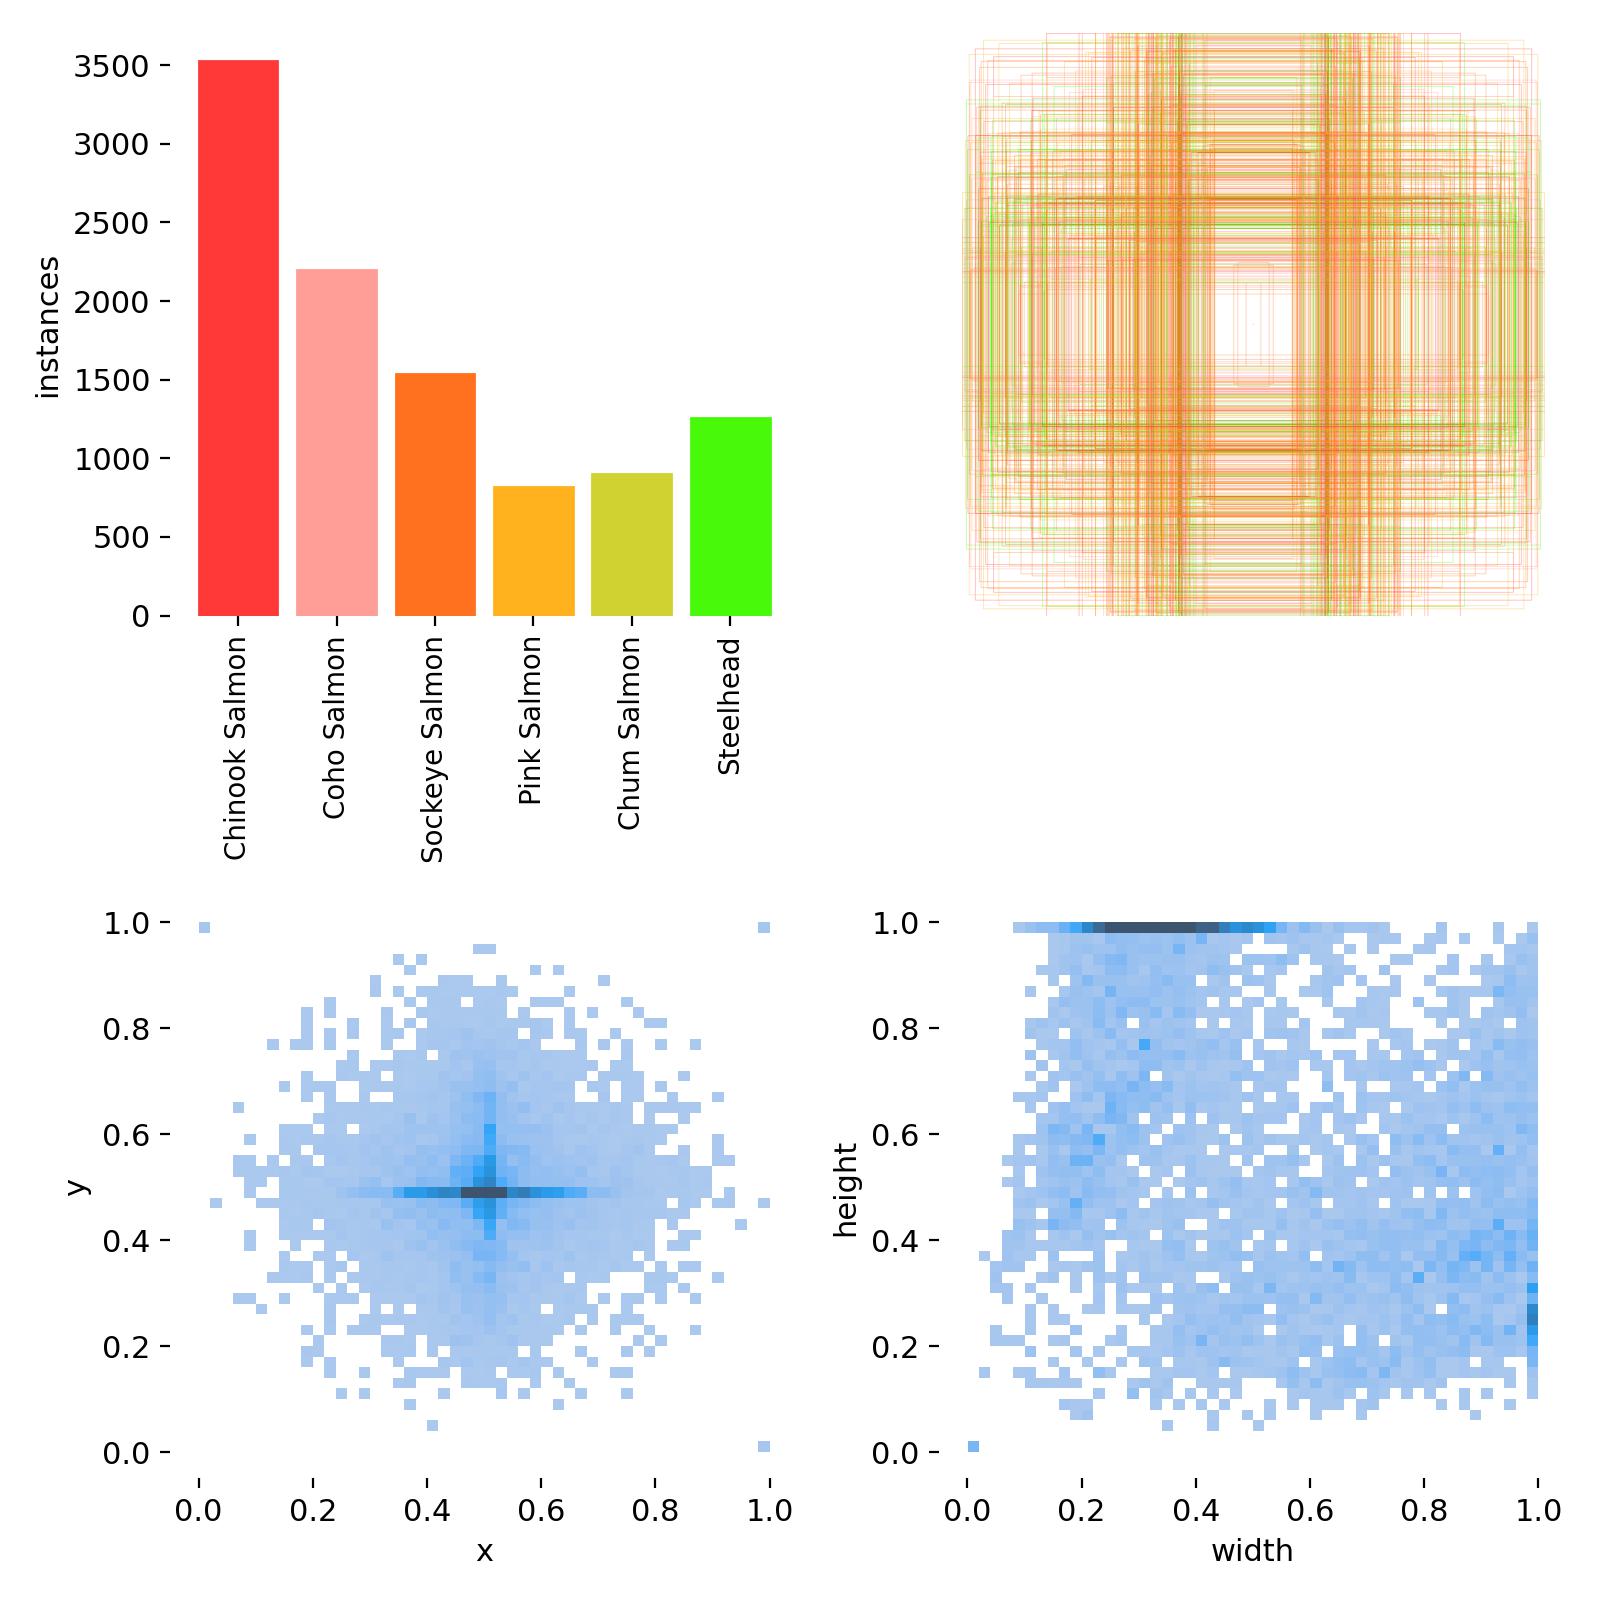 3500
3000
2500
2000
1500
1000
500
0
instances
Chinook Salmon
Coho Salmon
Sockeye Salmon
Pink Salmon
Chum Salmon
Steelhead
1.0
0.8
0.6
0.4
0.2
0.0
y
0.0 0.2 0.4 0.6 0.8 1.0
x
1.0
0.8
0.6
0.4
0.2
0.0
height
0.0 0.2 0.4 0.6 0.8 1.0
width